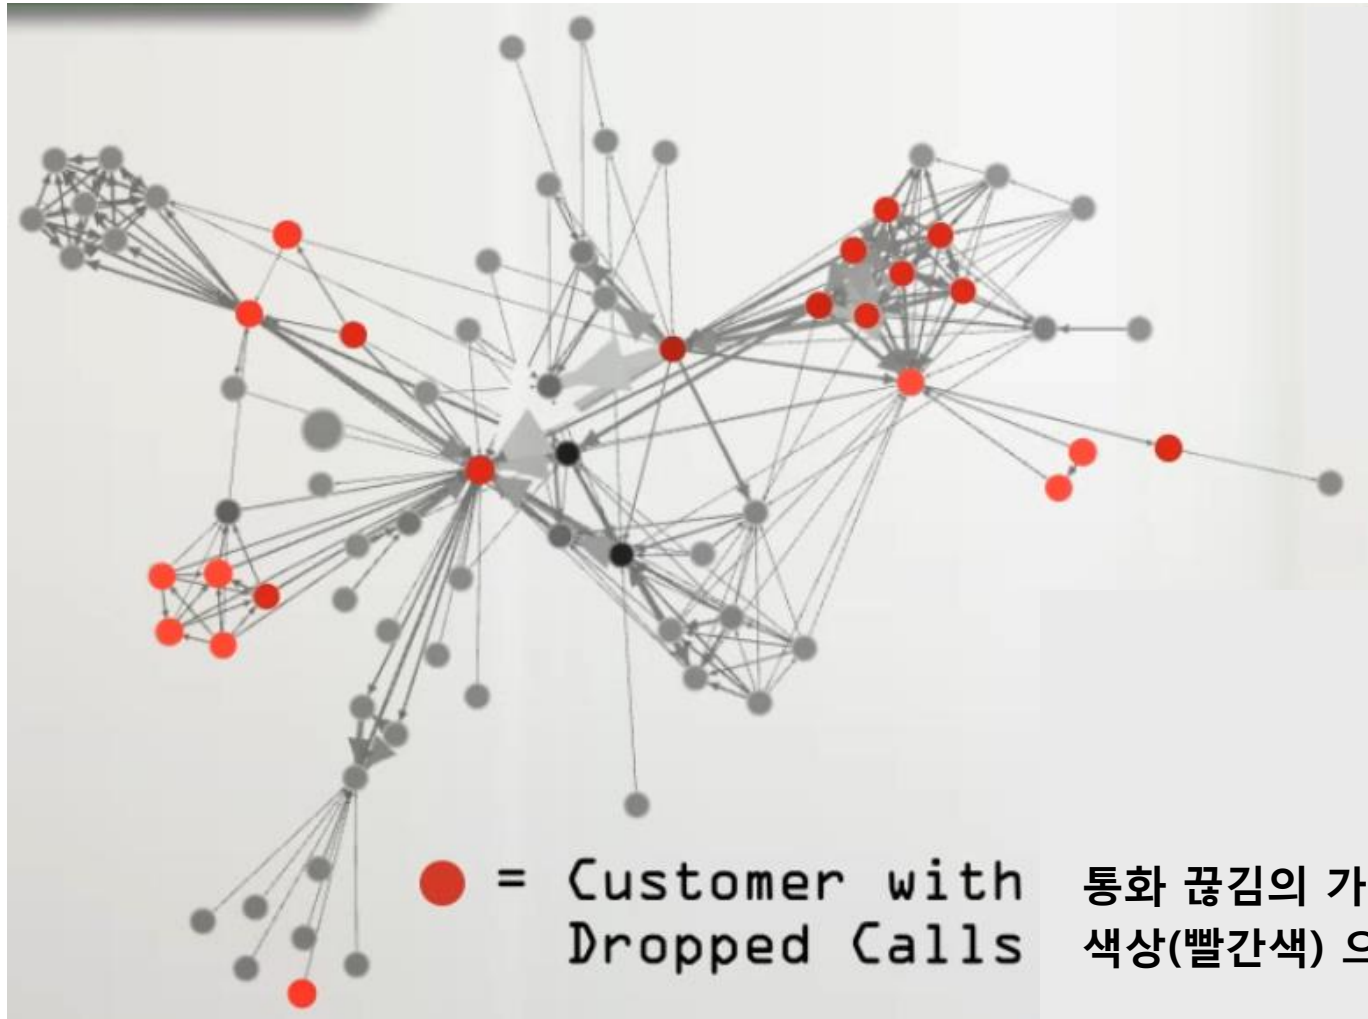 = Customer with
Dropped Calls
통화 끊김의 가
색상(빨간색) 으